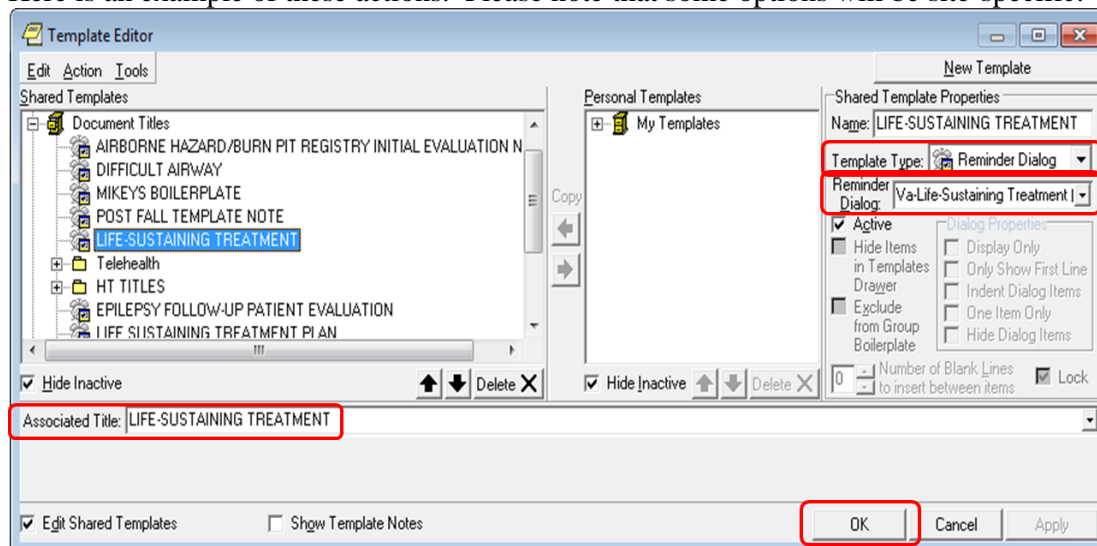 Here is an example of these actions. Please note that some options will be site-specific.
Template Editor
Edit Action Tools
New Template
Shared Templates
Document Titles
AIRBORNE HAZARD/BURN PIT REGISTRY INITIAL EVALUATION N
DIFFICULT AIRWAY
MIKEYS BOILERPLATE
POST FALL TEMPLATE NOTE
LIFE-SUSTAINING TREATMENT
Telehealth
HT TITLES
EPILEPSY FOLLOW-UP PATIENT EVALUATION
LIFE SUSTAINING TREATMENT PLAN
Hide Inactive
Delete
Copy
Personal Templates
My Templates
Hide Inactive
Delete
Shared Template Properties
Name: LIFE-SUSTAINING TREATMENT
Template Type: Reminder Dialog
Reminder
Dialog: Va-Life-Sustaining Treatment (
Active
Hide Items
in Templates
Drawer
Exclude
from Group
Boilerplate
Dialog Properties
Display Only
Only Show First Line
Indent Dialog Items
One Item Only
Hide Dialog Items
0 Number of Blank Lines
to insert between items
Lock
Associated Title: LIFE-SUSTAINING TREATMENT
Edit Shared Templates
Show Template Notes
OK
Cancel
Apply